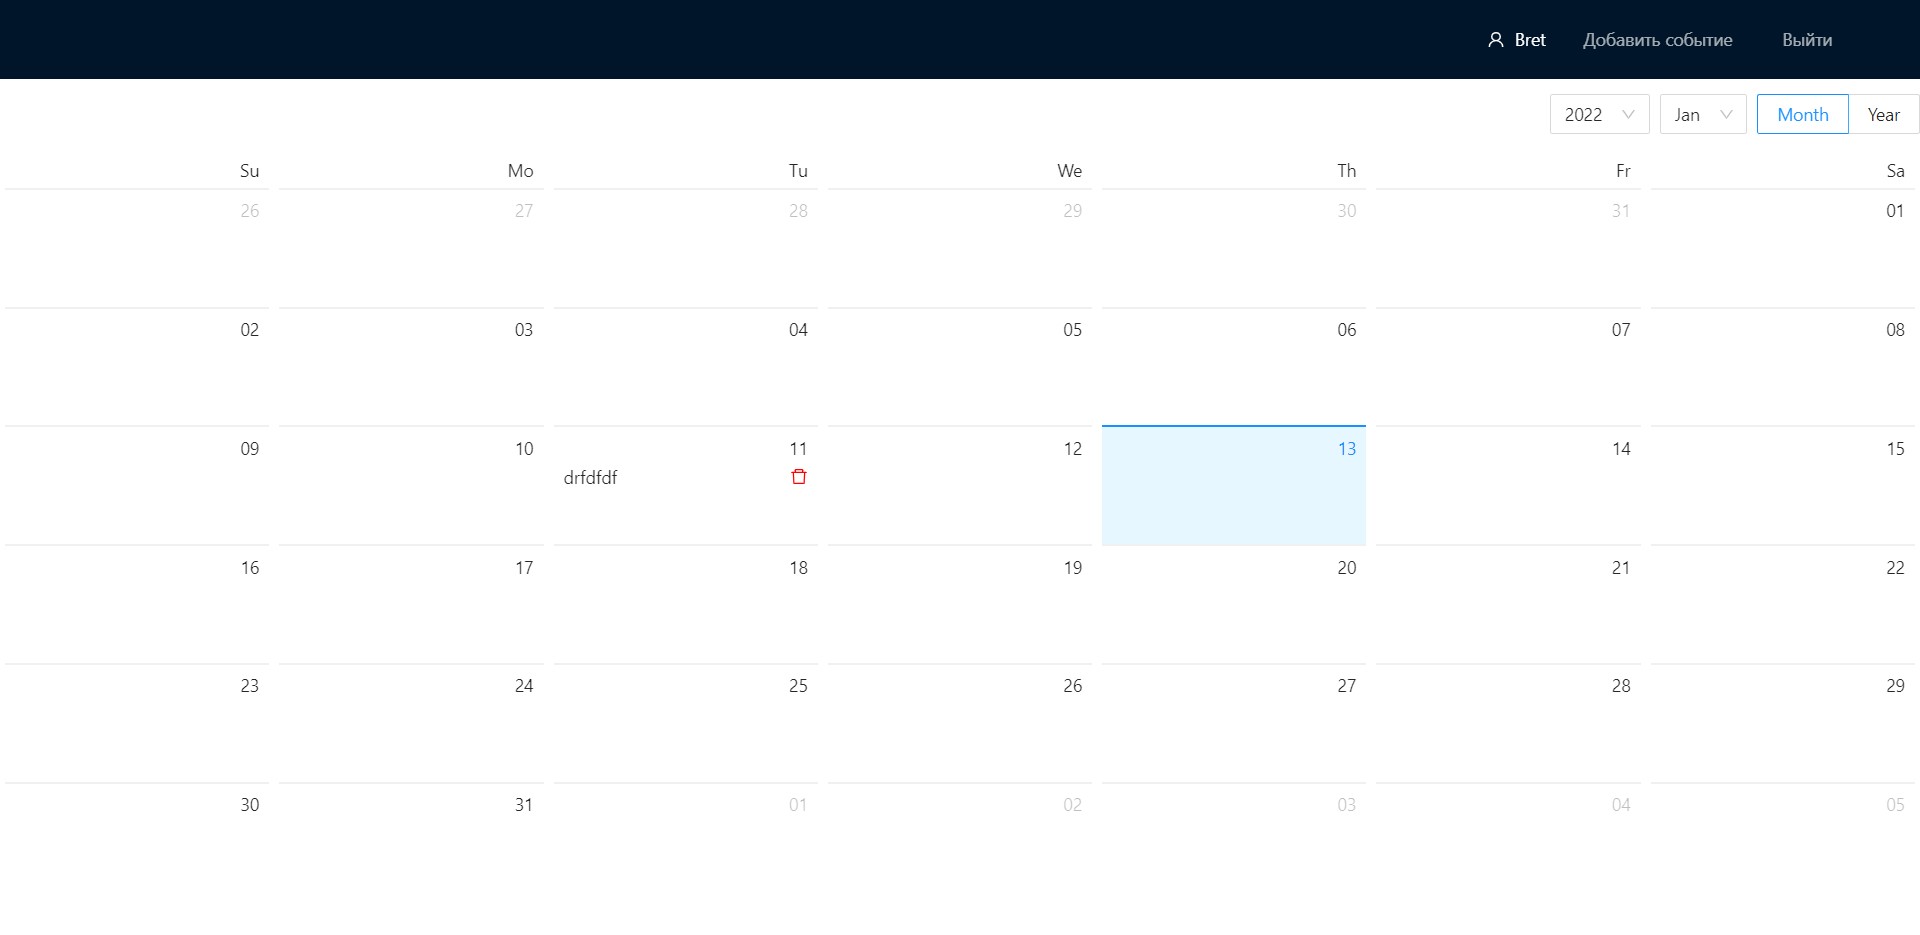 Bret Добавить событие Выйти
2022 Jan Month Year
Su Mo Tu We Th Fr Sa
26 27 28 29 30 31 01
02 03 04 05 06 07 08
09 10 11 12 13 14 15
drfdfdf
16 17 18 19 20 21 22
23 24 25 26 27 28 29
30 31 01 02 03 04 05